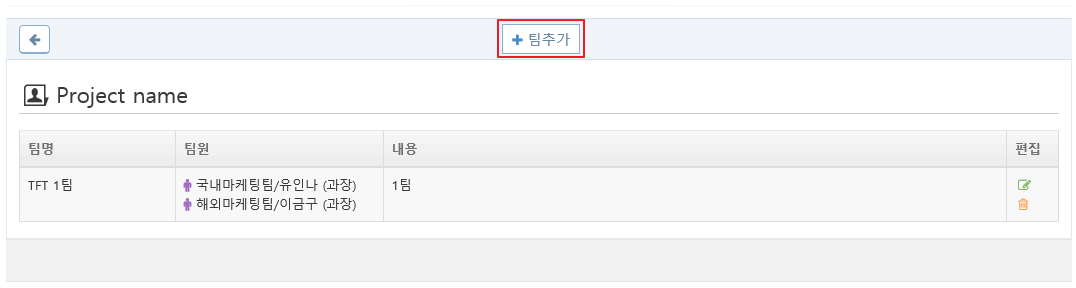 팀추가
Project name
팀명 팀원 내용 편집
TFT 1팀 국내마케팅팀/유인나 (과장) 1팀
해외마케팅팀/이금구 (과장)